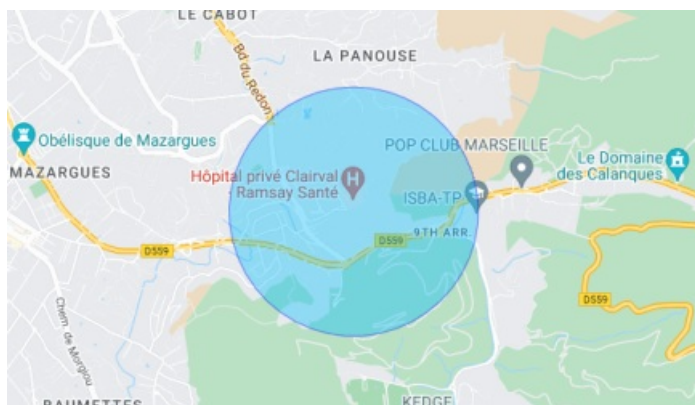 LE CABOT
Bd du Redon
LA PANOUSE
Obélisque de Mazargues
POP CLUB MARSEILLE
MAZARGUES
Hôpital privé Clairval
- Ramsay Santé
Le Domaine
des Calanques
ISBA-TP
9TH ARR.
D559
D559
D559
Chem. de Morgiou
BAUMETTES
KEDGE